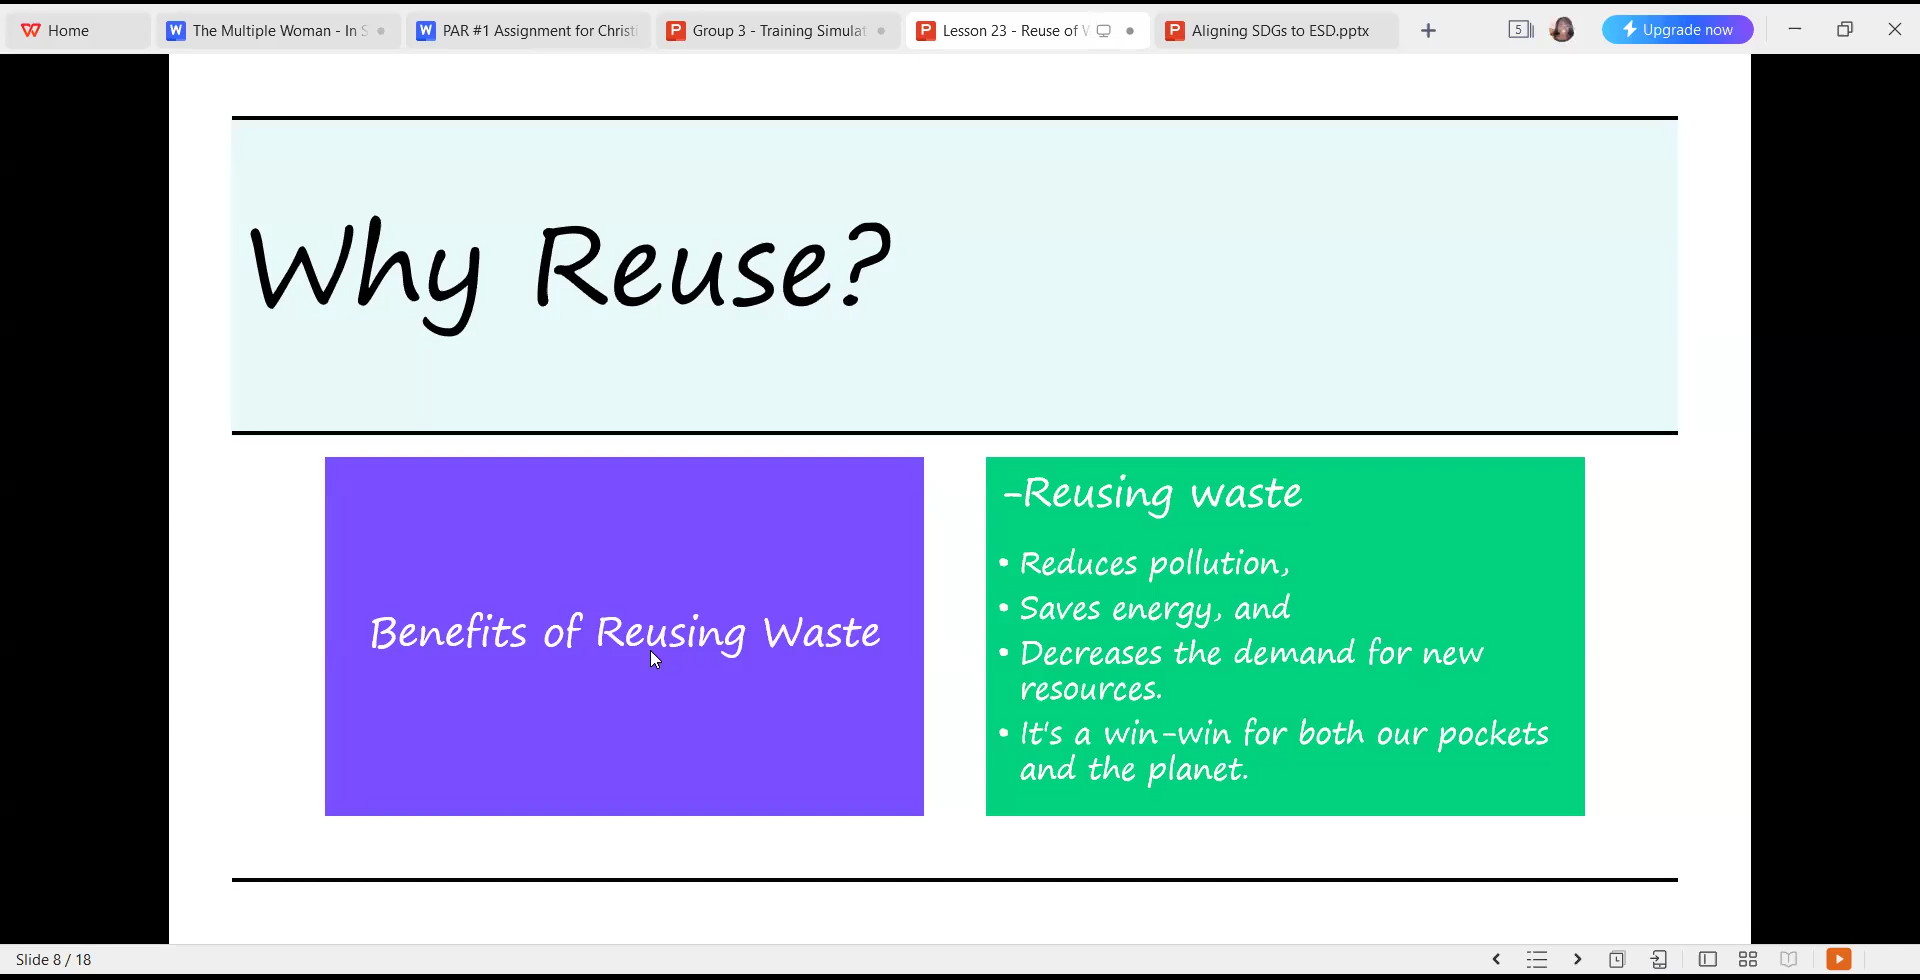 Home
The Multiple Woman - In S
PAR #1 Assignment for Christi
Group 3 - Training Simulat
Lesson 23 - Reuse of W
Aligning SDGs to ESD.pptx
5
Upgrade now
Why Reuse?
Benefits of Reusing Waste
-Reusing waste
• Reduces pollution,
• Saves energy, and
• Decreases the demand for new
resources.
• It's a win-win for both our pockets
and the planet.
Slide 8 / 18